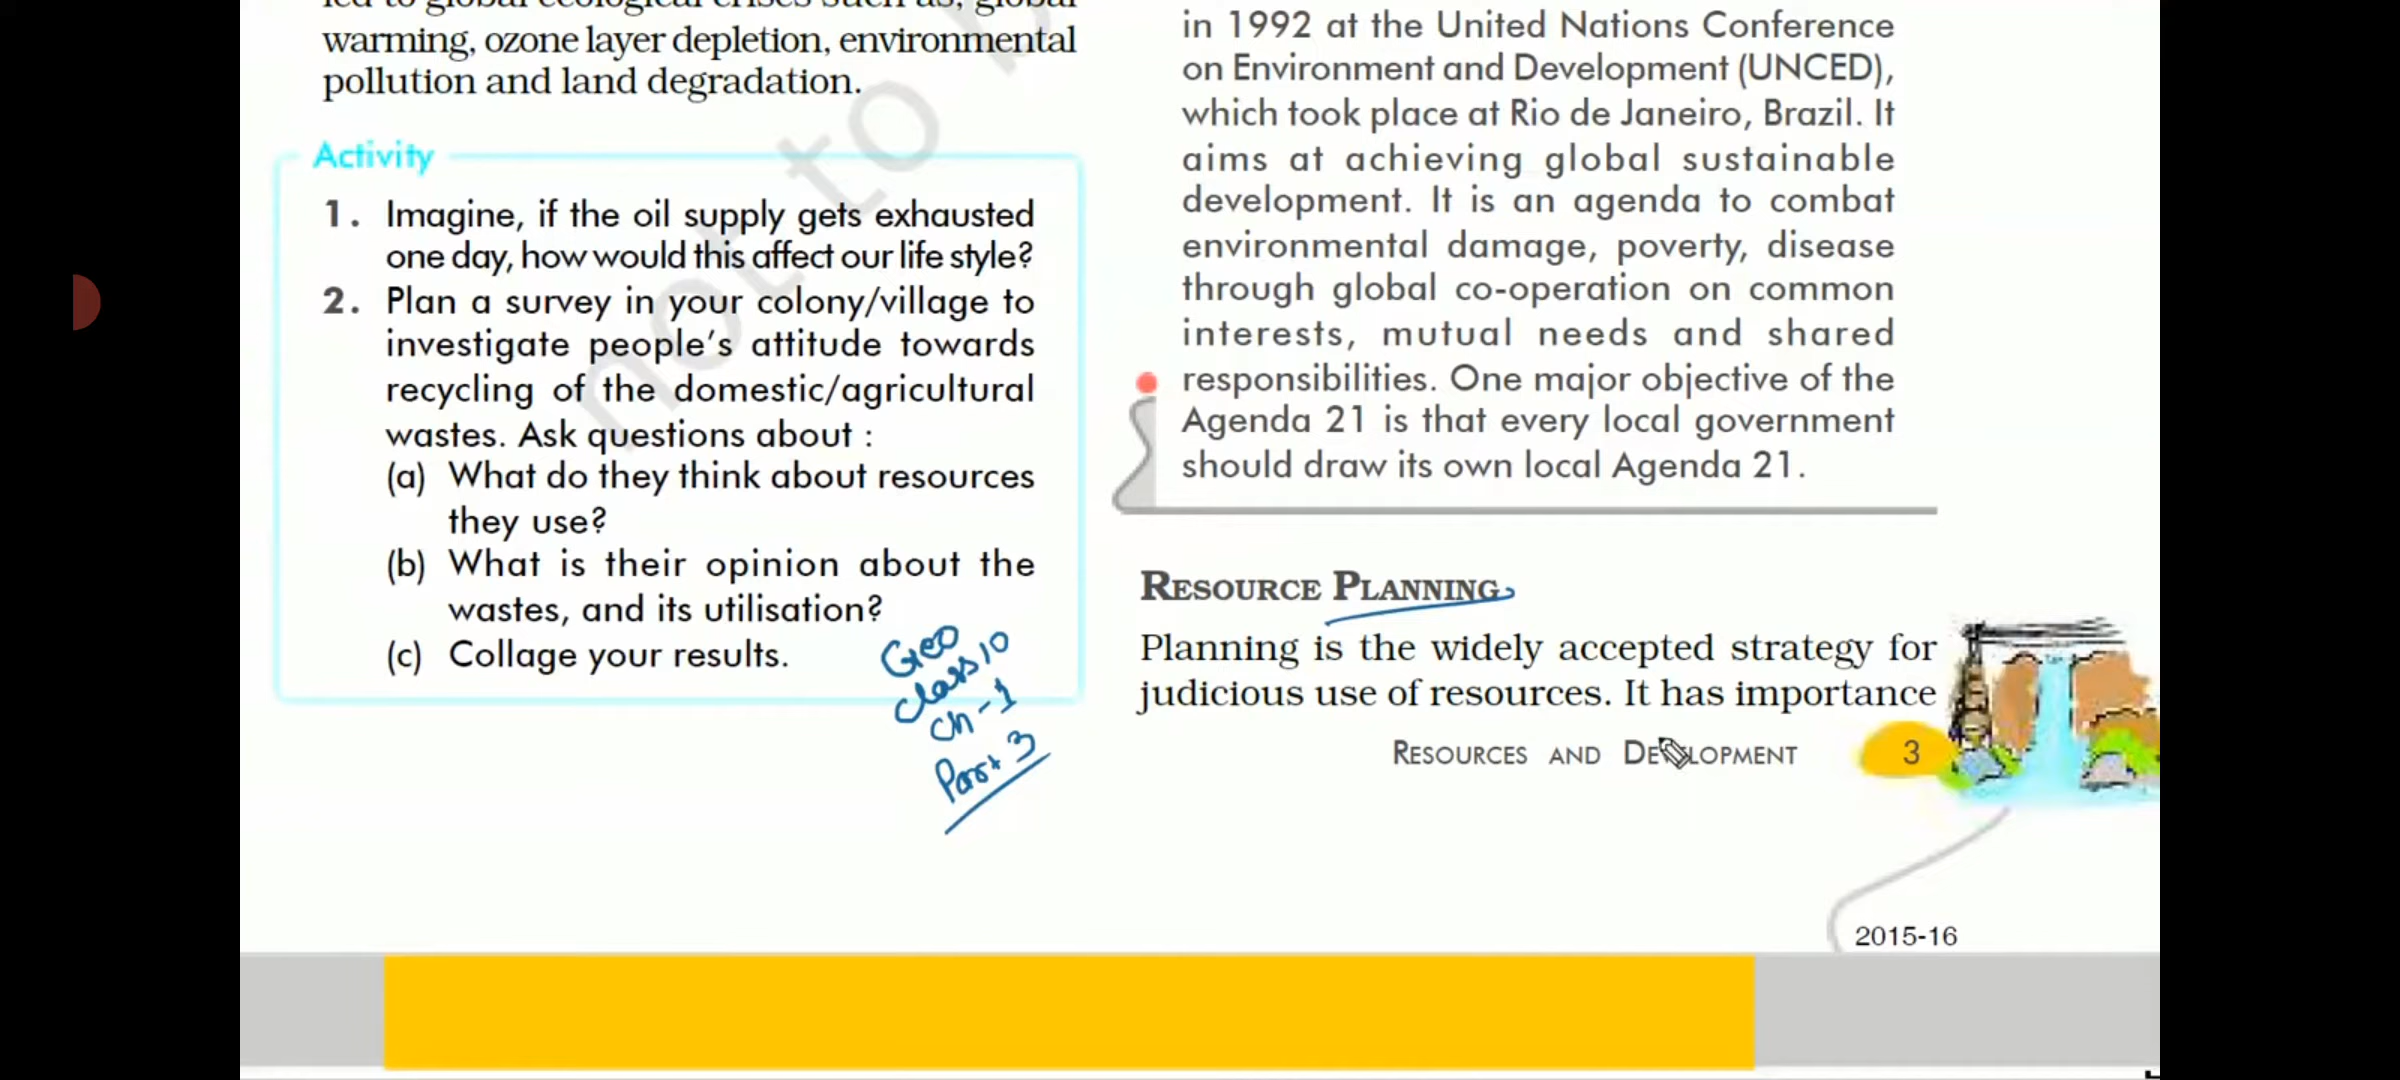 warming, ozone layer depletion, environmental
pollution and land degradation.
Activity
1. Imagine, if the oil supply gets exhausted
one day, how would this affect our life style?
2. Plan a survey in your colony/village to
investigate people's attitude towards
recycling of the domestic/agricultural
wastes. Ask questions about :
(a) What do they think about resources
they use?
(b) What is their opinion about the
wastes, and its utilisation?
(c) Collage your results.
Geo
class 10
Ch-1
Part 3
in 1992 at the United Nations Conference
on Environment and Development (UNCED),
which took place at Rio de Janeiro, Brazil. It
aims at achieving global sustainable
development. It is an agenda to combat
environmental damage, poverty, disease
through global co-operation on common
interests, mutual needs and shared
responsibilities. One major objective of the
Agenda 21 is that every local government
should draw its own local Agenda 21.
RESOURCE PLANNING
Planning is the widely accepted strategy for
judicious use of resources. It has importance
RESOURCES AND DEVELOPMENT 3
2015-16
not to b